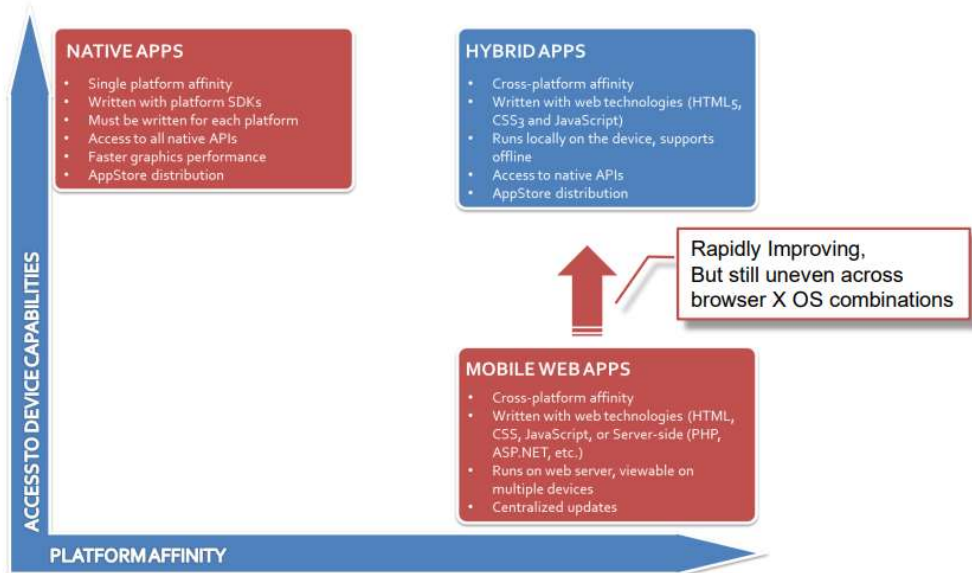 NATIVE APPS
• Single platform affinity
• Written with platform SDKs
• Must be written for each platform
• Access to all native APIs
• Faster graphics performance
• AppStore distribution
HYBRID APPS
• Cross-platform affinity
• Written with web technologies (HTML5,
CSS3 and JavaScript)
• Runs locally on the device, supports
offline
• Access to native APIs
• AppStore distribution
Rapidly Improving,
But still uneven across
browser X OS combinations
MOBILE WEB APPS
• Cross-platform affinity
• Written with web technologies (HTML,
CSS, JavaScript, or Server-side (PHP,
ASP.NET, etc.)
• Runs on web server, viewable on
multiple devices
• Centralized updates
ACCESS TO DEVICE CAPABILITIES
PLATFORM AFFINITY